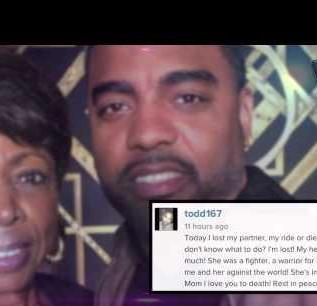 todd167
11 hours ago
Today I lost my partner, my ride or die
don't know what to do? I'm lost! My he
much! She was a fighter, a warrior for
me and her against the world! She's in
Mom I love you to death! Rest in peac